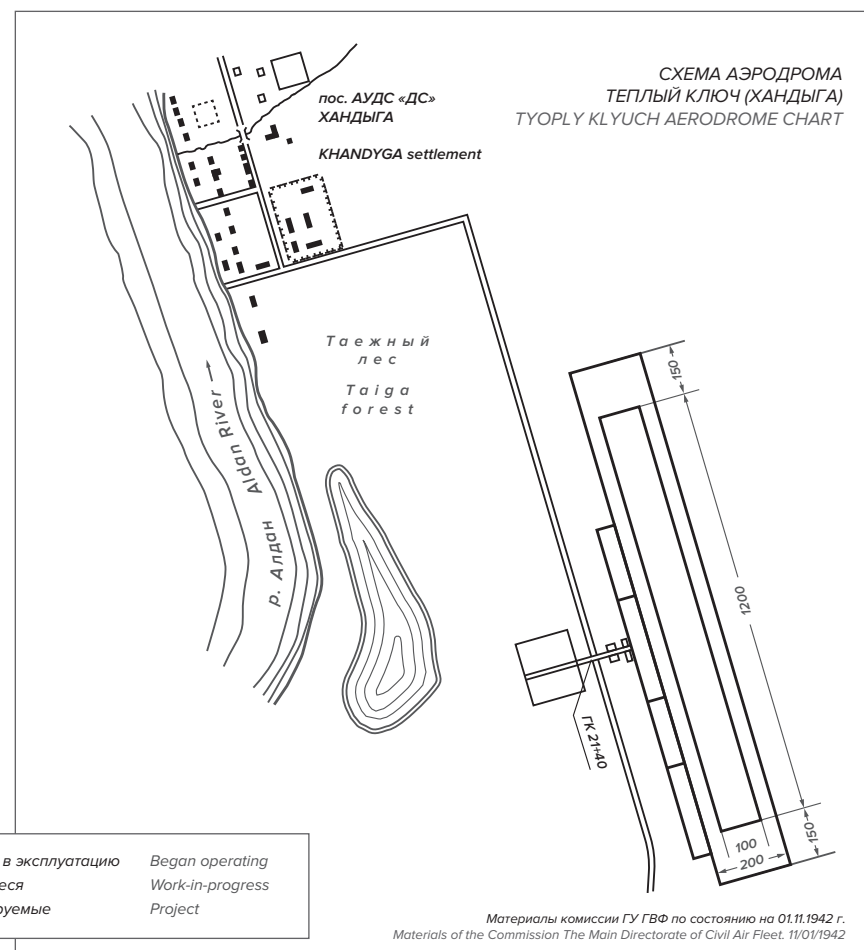 СХЕМА АЭРОДРОМА
ТЕПЛЫЙ КЛЮЧ (ХАНДЫГА)
TYOPLY KLYUCH AERODROME CHART
пос. АУДС «ДС»
ХАНДЫГА
KHANDYGA settlement
Таежный
лес
Taiga
forest
р. Алдан Aldan River
150
1200
150
100
200
ГК 21+40
в эксплуатацию Began operating
Work-in-progress
Project
Материалы комиссии ГУ ГВФ по состоянию на 01.11.1942 г.
Materials of the Commission The Main Directorate of Civil Air Fleet. 11/01/1942